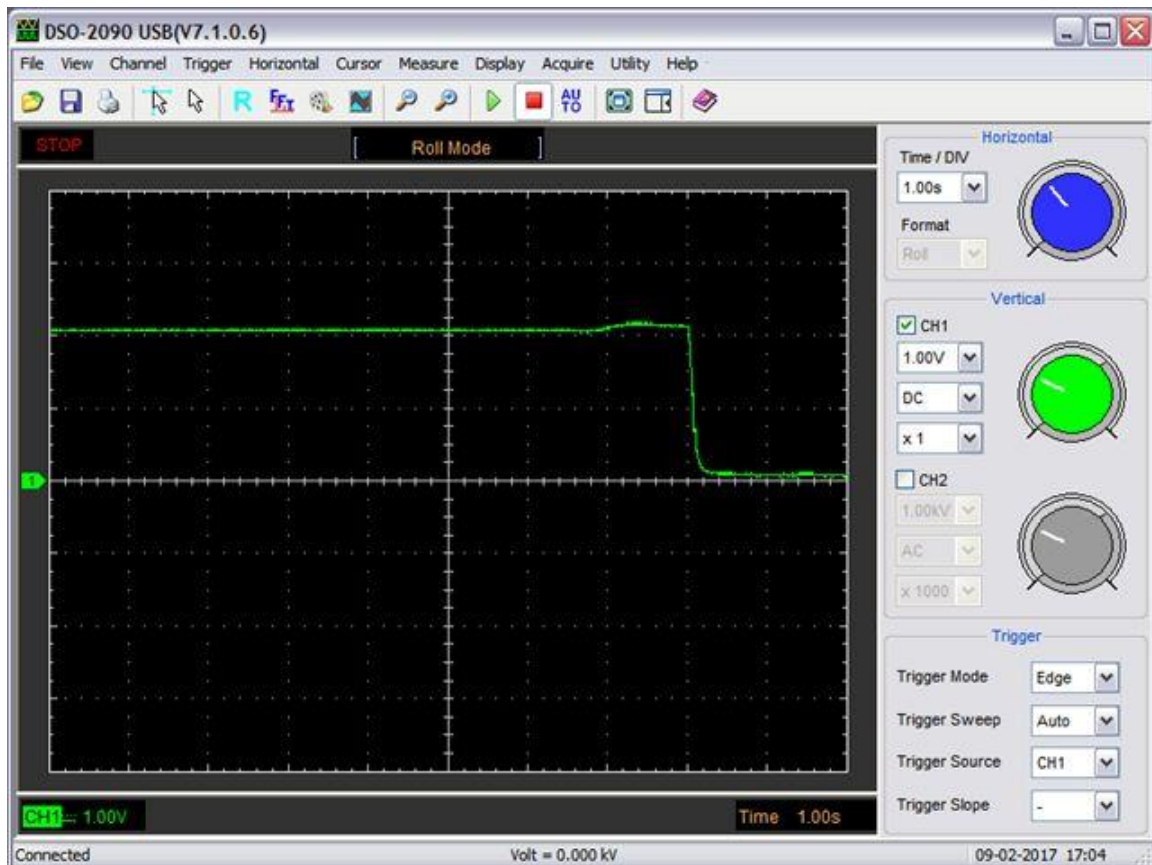 DSO-2090 USB(V7.1.0.6)
File View Channel Trigger Horizontal Cursor Measure Display Acquire Utility Help
R FFT AUTO
STOP
[ Roll Mode ]
Horizontal
Time / DIV
1.00s
Format
Roll
Vertical
CH1
1.00V
DC
x 1
CH2
1.00kV
AC
x 1000
Trigger
Trigger Mode Edge
Trigger Sweep Auto
Trigger Source CH1
Trigger Slope -
1
CH1 1.00V
Time 1.00s
Connected Volt = 0.000 kV 09-02-2017 17:04